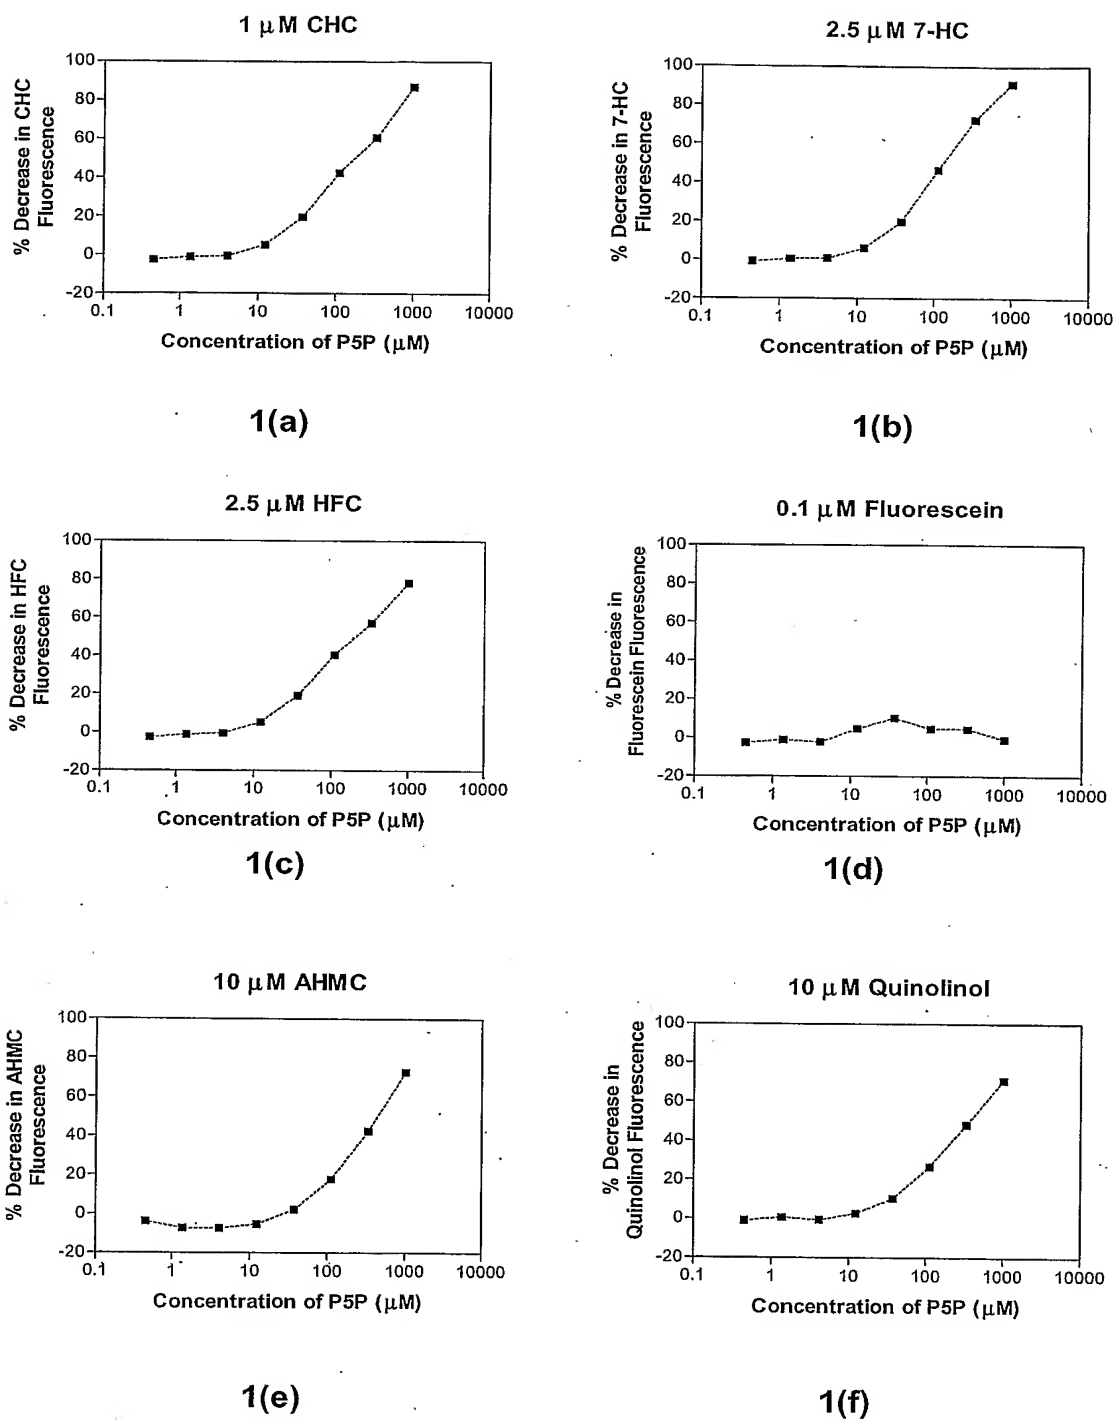 1 μM CHC
% Decrease in CHC
Fluorescence
100
80
60
40
20
0
-20
0.1
1
10
100
1000
10000
Concentration of P5P (μM)
1(a)
2.5 μM 7-HC
% Decrease in 7-HC
Fluorescence
100
80
60
40
20
0
-20
0.1
1
10
100
1000
10000
Concentration of P5P (μM)
1(b)
2.5 μM HFC
% Decrease in HFC
Fluorescence
100
80
60
40
20
0
-20
0.1
1
10
100
1000
10000
Concentration of P5P (μM)
1(c)
0.1 μM Fluorescein
% Decrease in
Fluorescein Fluorescence
100
80
60
40
20
0
-20
0.1
1
10
100
1000
10000
Concentration of P5P (μM)
1(d)
10 μM AHMC
% Decrease in AHMC
Fluorescence
100
80
60
40
20
0
-20
0.1
1
10
100
1000
10000
Concentration of P5P (μM)
1(e)
10 μM Quinolinol
% Decrease in
Quinolinol Fluorescence
100
80
60
40
20
0
-20
0.1
1
10
100
1000
10000
Concentration of P5P (μM)
1(f)